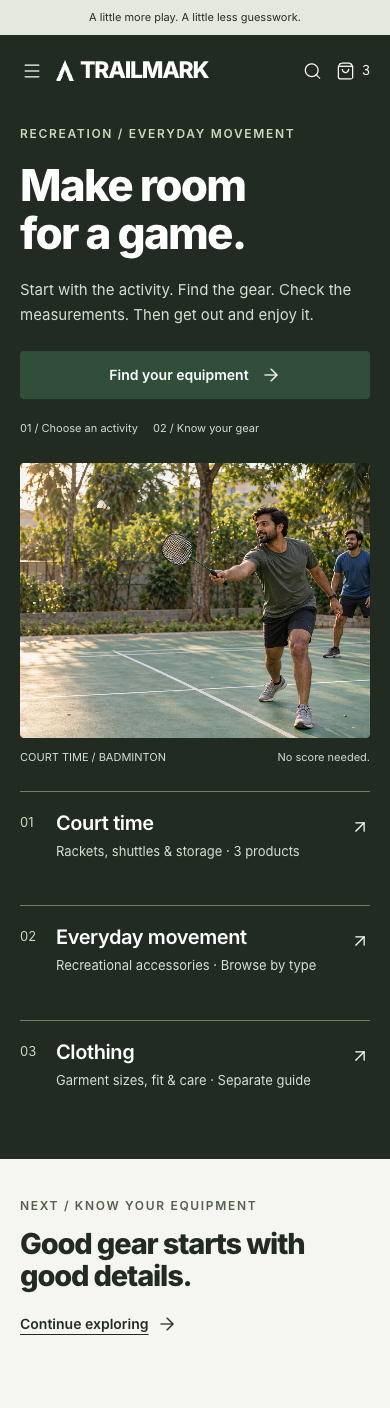 A little more play. A little less guesswork.
TRAILMARK
3
RECREATION / EVERYDAY MOVEMENT
Make room
for a game.
Start with the activity. Find the gear. Check the
measurements. Then get out and enjoy it.
Find your equipment
01 / Choose an activity 02 / Know your gear
COURT TIME / BADMINTON No score needed.
01 Court time
Rackets, shuttles & storage · 3 products
02 Everyday movement
Recreational accessories · Browse by type
03 Clothing
Garment sizes, fit & care · Separate guide
NEXT / KNOW YOUR EQUIPMENT
Good gear starts with
good details.
Continue exploring